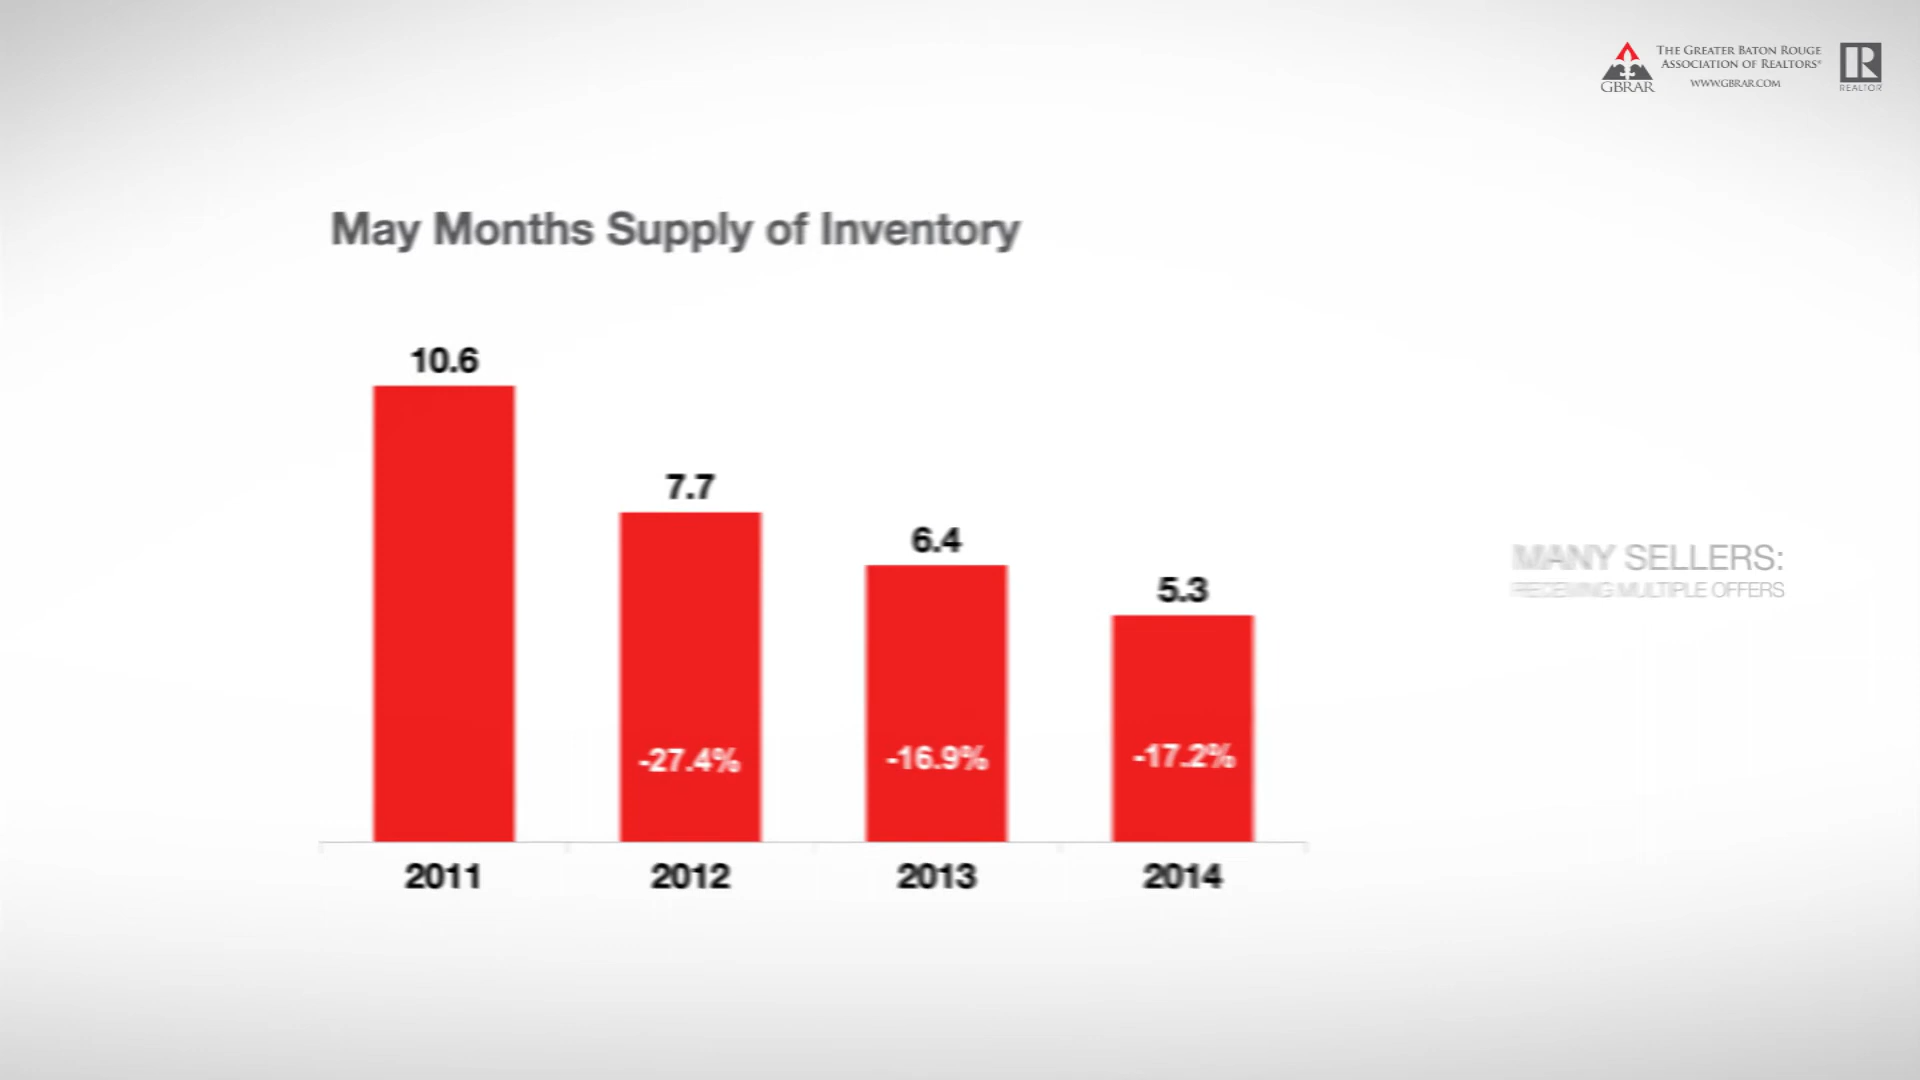 THE GREATER BATON ROUGE
ASSOCIATION OF REALTORS®
WWW.GBRAR.COM
GBRAR
REALTOR
May Months Supply of Inventory
10.6
7.7
6.4
5.3
MANY SELLERS:
RECEIVING MULTIPLE OFFERS
-27.4%
-16.9%
-17.2%
2011
2012
2013
2014